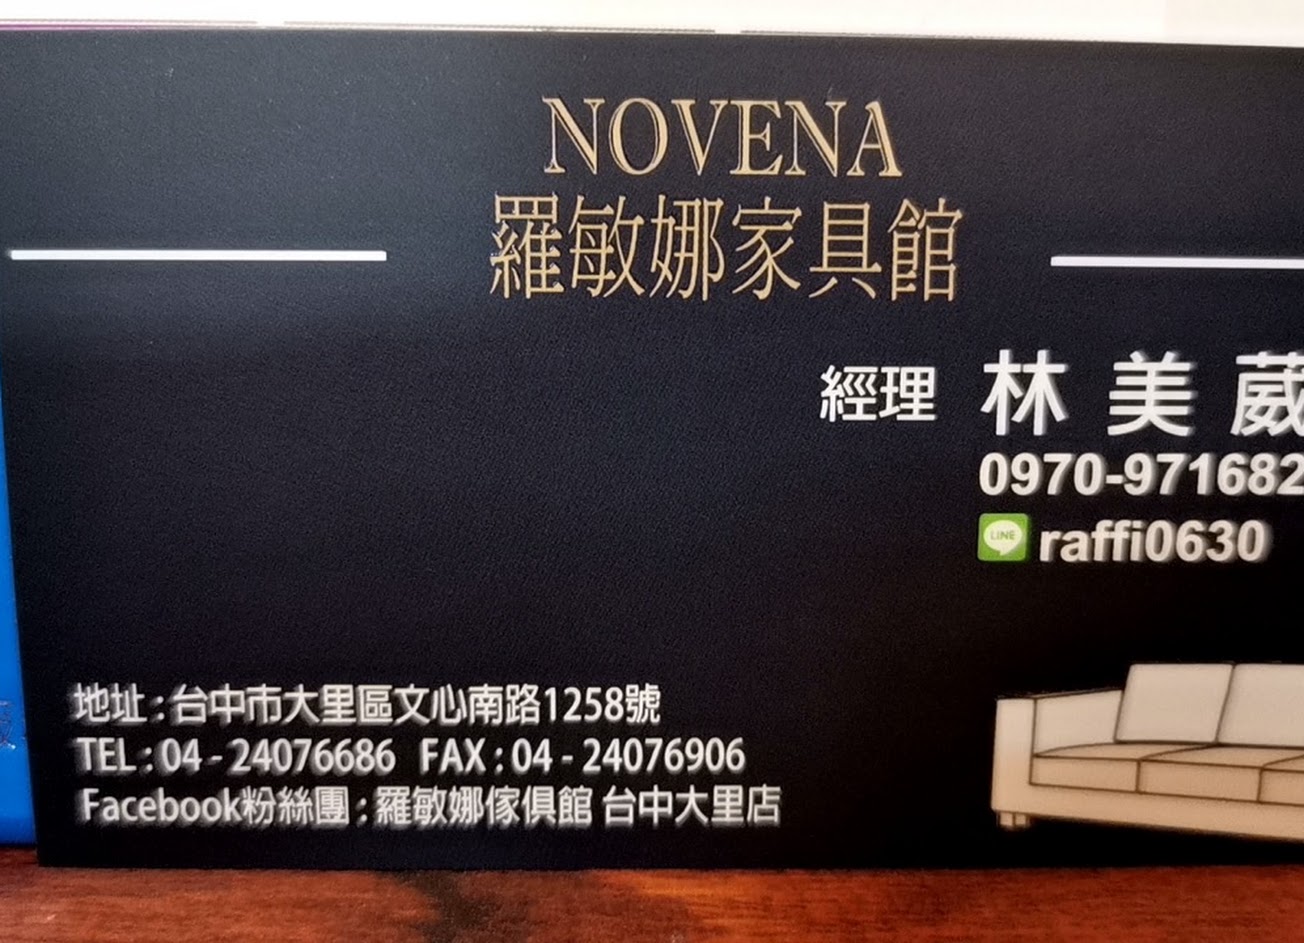 NOVENA
羅敏娜家具館
經理 林美葳
0970-971682
LINE raffi0630
地址:台中市大里區文心南路1258號
TEL:04-24076686 FAX:04-24076906
Facebook粉絲團:羅敏娜傢俱館 台中大里店